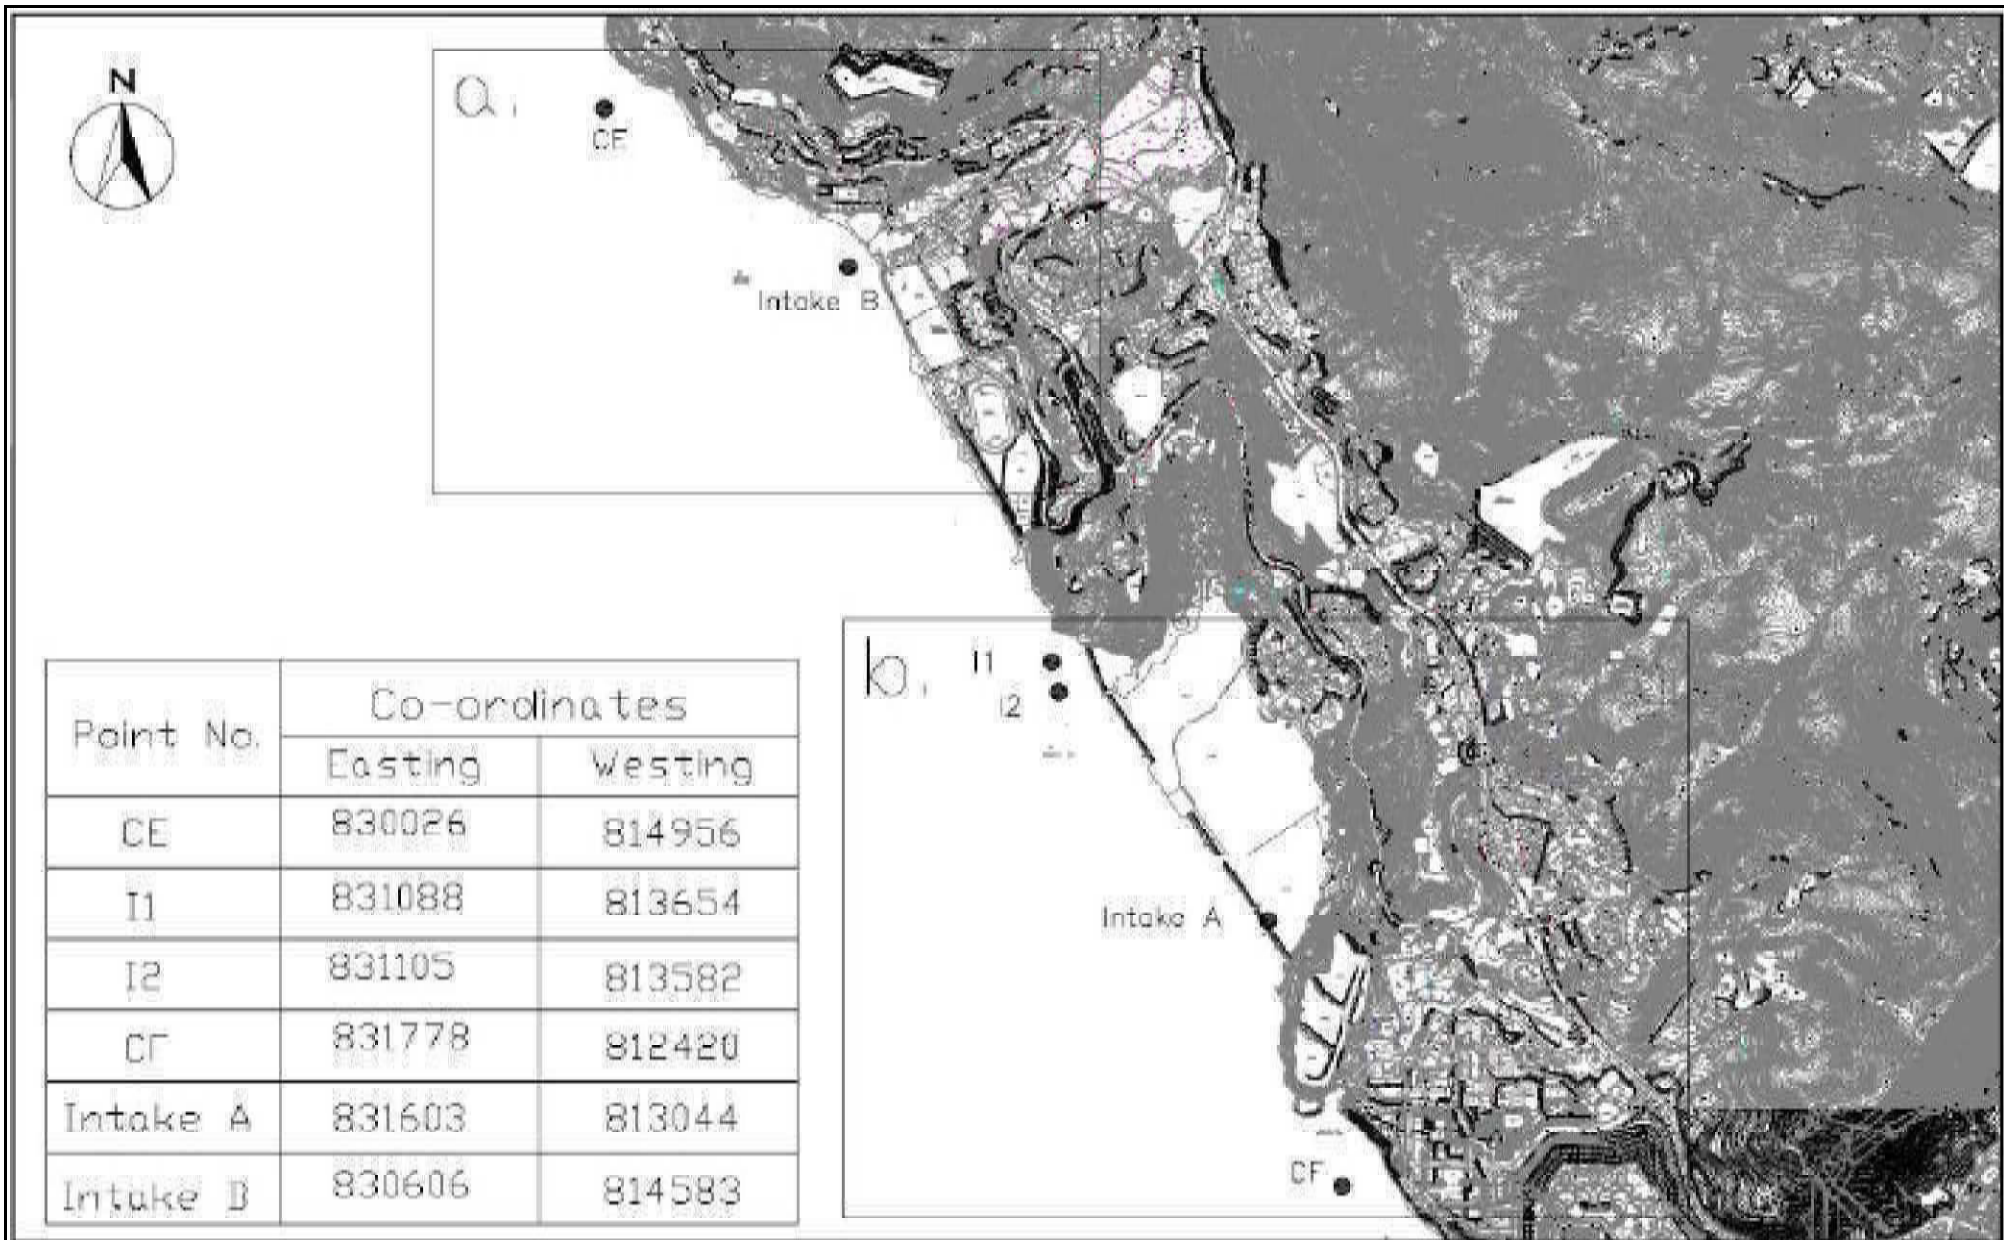 N
a.
CE
Intake B
b.
I1
I2
Intake A
CF
Point No.
Co-ordinates
Easting
Westing
CE
830026
814956
I1
831088
813654
I2
831105
813582
CF
831778
812420
Intake A
831603
813044
Intake B
830606
814583